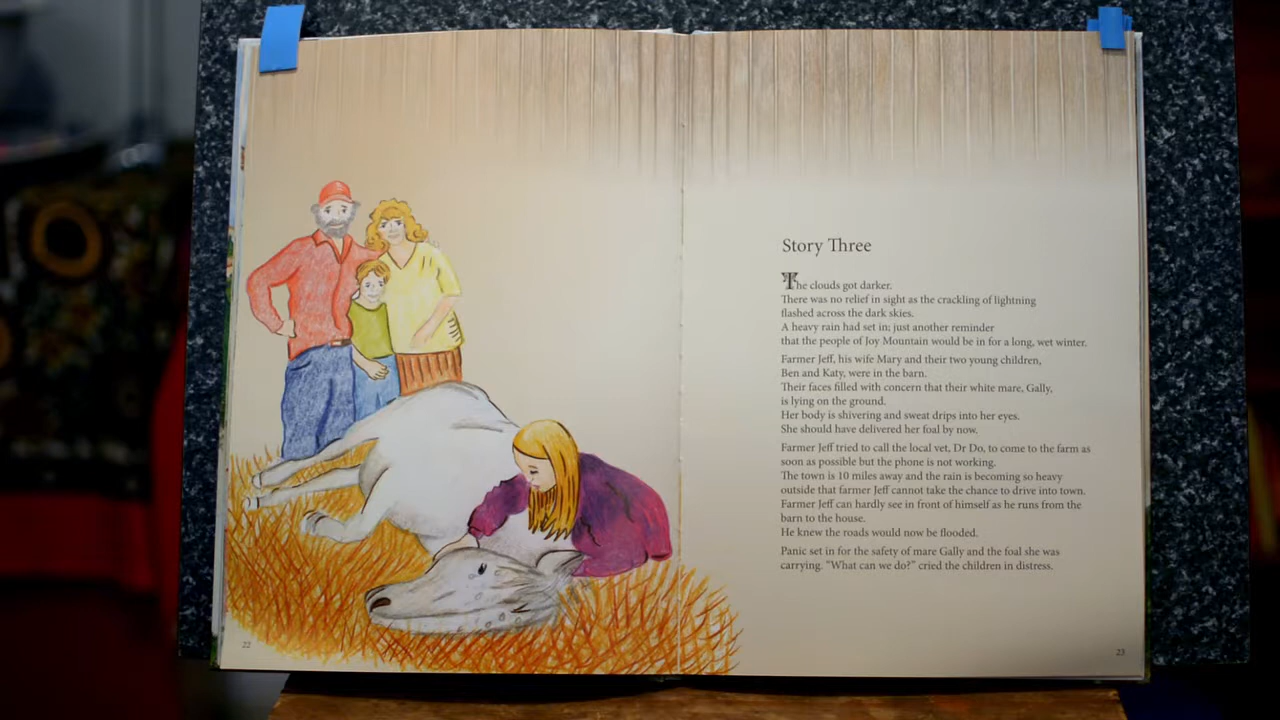 Story Three
The clouds got darker.
There was no relief in sight as the crackling of lightning
flashed across the dark skies.
A heavy rain had set in; just another reminder
that the people of Joy Mountain would be in for a long, wet winter.
Farmer Jeff, his wife Mary and their two young children,
Ben and Katy, were in the barn.
Their faces filled with concern that their white mare, Gally,
is lying on the ground.
Her body is shivering and sweat drips into her eyes.
She should have delivered her foal by now.
Farmer Jeff tried to call the local vet, Dr Do, to come to the farm as
soon as possible but the phone is not working.
The town is 10 miles away and the rain is becoming so heavy
outside that farmer Jeff cannot take the chance to drive into town.
Farmer Jeff can hardly see in front of himself as he runs from the
barn to the house.
He knew the roads would now be flooded.
Panic set in for the safety of mare Gally and the foal she was
carrying. “What can we do?” cried the children in distress.
22
23